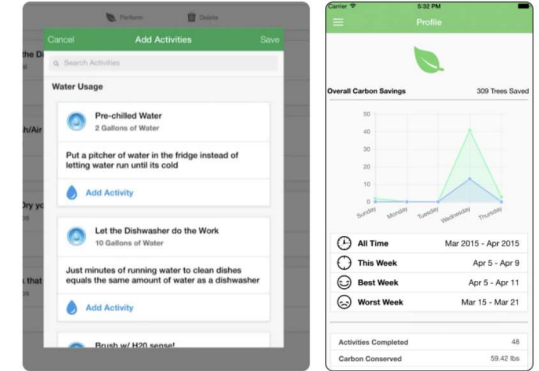 Perform
Delete
Cancel
Add Activities
Save
Search Activities
Water Usage
Pre-chilled Water
2 Gallons of Water
Put a pitcher of water in the fridge instead of
letting water run until its cold
Add Activity
Let the Dishwasher do the Work
10 Gallons of Water
Just minutes of running water to clean dishes
equals the same amount of water as a dishwasher
Add Activity
Brush w/ H20 sense!
Carrier
5:32 PM
Profile
Overall Carbon Savings
309 Trees Saved
50
40
30
20
10
0
Sunday
Monday
Tuesday
Wednesday
Thursday
All Time
Mar 2015 - Apr 2015
This Week
Apr 5 - Apr 9
Best Week
Apr 5 - Apr 11
Worst Week
Mar 15 - Mar 21
Activities Completed
48
Carbon Conserved
59.42 lbs